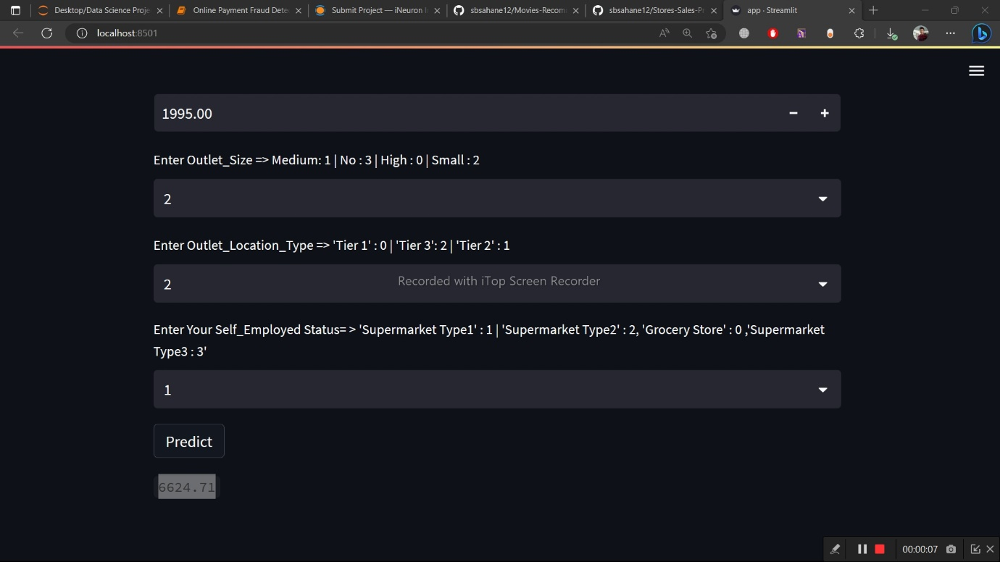 Desktop/Data Science Proje
Online Payment Fraud Dete
Submit Project — iNeuron I
sbsahane12/Movies-Recom
sbsahane12/Stores-Sales-P
app · Streamlit
localhost:8501
1995.00
Enter Outlet_Size => Medium: 1 | No : 3 | High : 0 | Small : 2
2
Enter Outlet_Location_Type => 'Tier 1' : 0 | 'Tier 3': 2 | 'Tier 2' : 1
2
Recorded with iTop Screen Recorder
Enter Your Self_Employed Status= > 'Supermarket Type1' : 1 | 'Supermarket Type2' : 2, 'Grocery Store' : 0 ,'Supermarket
Type3 : 3'
1
Predict
6624.71
00:00:07